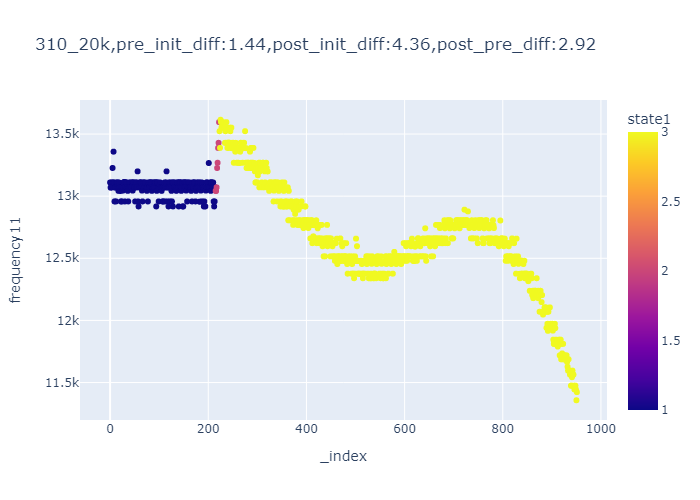 310_20k,pre_init_diff:1.44,post_init_diff:4.36,post_pre_diff:2.92
state1
3
2.5
2
1.5
1
frequency11
13.5k
13k
12.5k
12k
11.5k
0
200
400
600
800
1000
_index